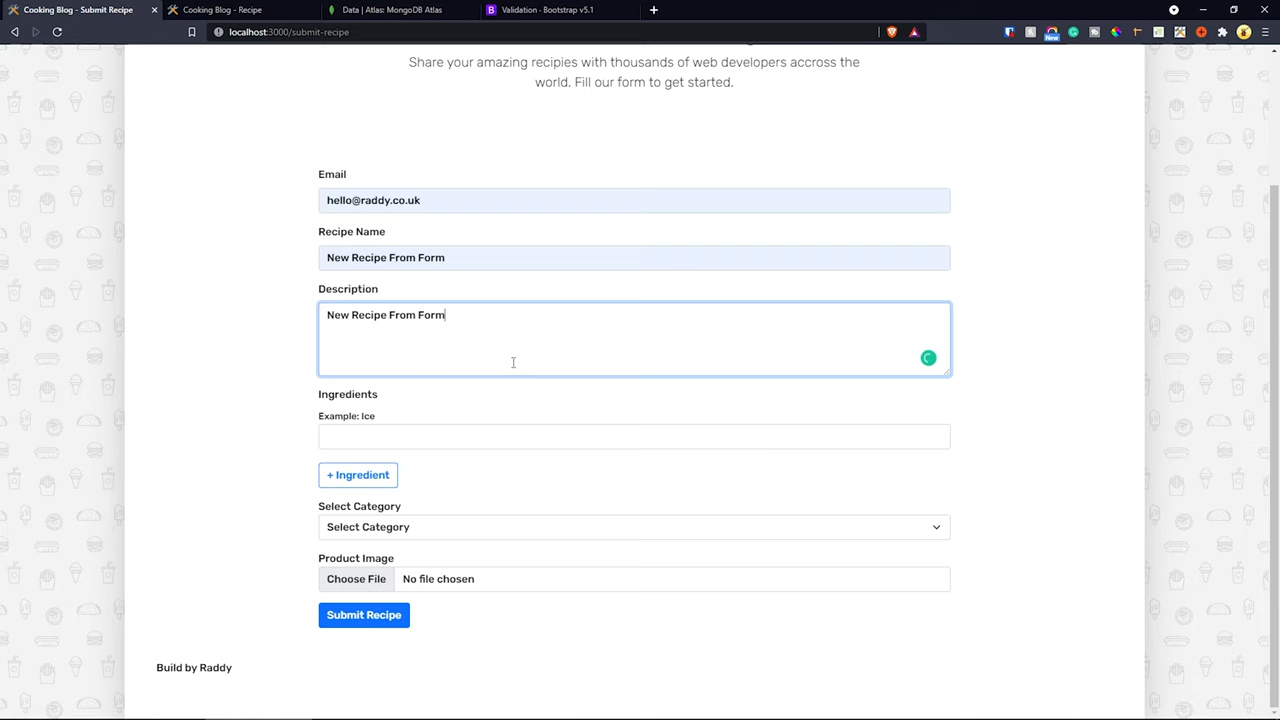 Cooking Blog - Submit Recipe
Cooking Blog - Recipe
Data | Atlas: MongoDB Atlas
B
Validation · Bootstrap v5.1
localhost:3000/submit-recipe
New
Share your amazing recpies with thousands of web developers accross the
world. Fill our form to get started.
Email
hello@raddy.co.uk
Recipe Name
New Recipe From Form
Description
New Recipe From Form
Ingredients
Example: Ice
+ Ingredient
Select Category
Select Category
Product Image
Choose File No file chosen
Submit Recipe
Build by Raddy